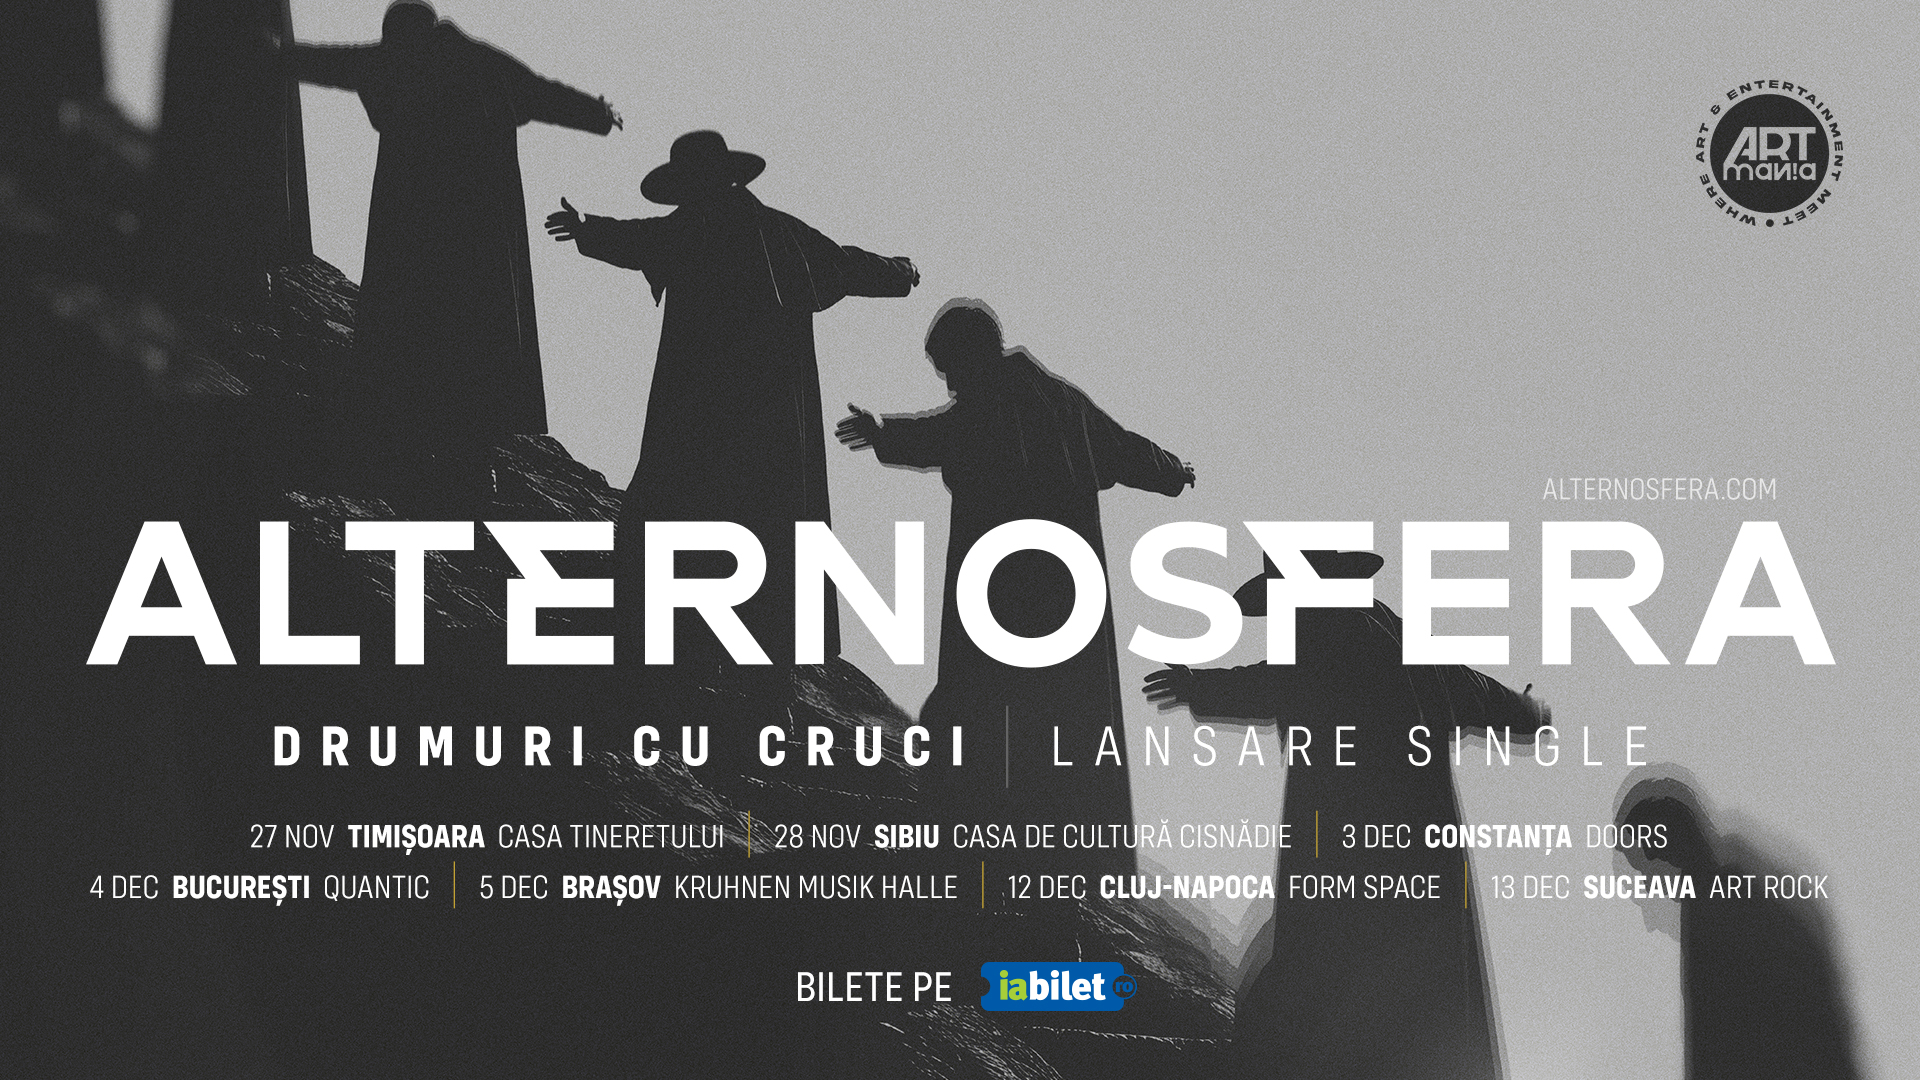 WHERE ART & ENTERTAINMENT MEET •
ART
mania
ALTERNOSFERA.COM
ALTERNOSFERA
DRUMURI CU CRUCI | LANSARE SINGLE
27 NOV TIMIȘOARA CASA TINERETULUI | 28 NOV SIBIU CASA DE CULTURĂ CISNĂDIE | 3 DEC CONSTANȚA DOORS
4 DEC BUCUREȘTI QUANTIC | 5 DEC BRAȘOV KRUHNEN MUSIK HALLE | 12 DEC CLUJ-NAPOCA FORM SPACE | 13 DEC SUCEAVA ART ROCK
BILETE PE iabilet ro